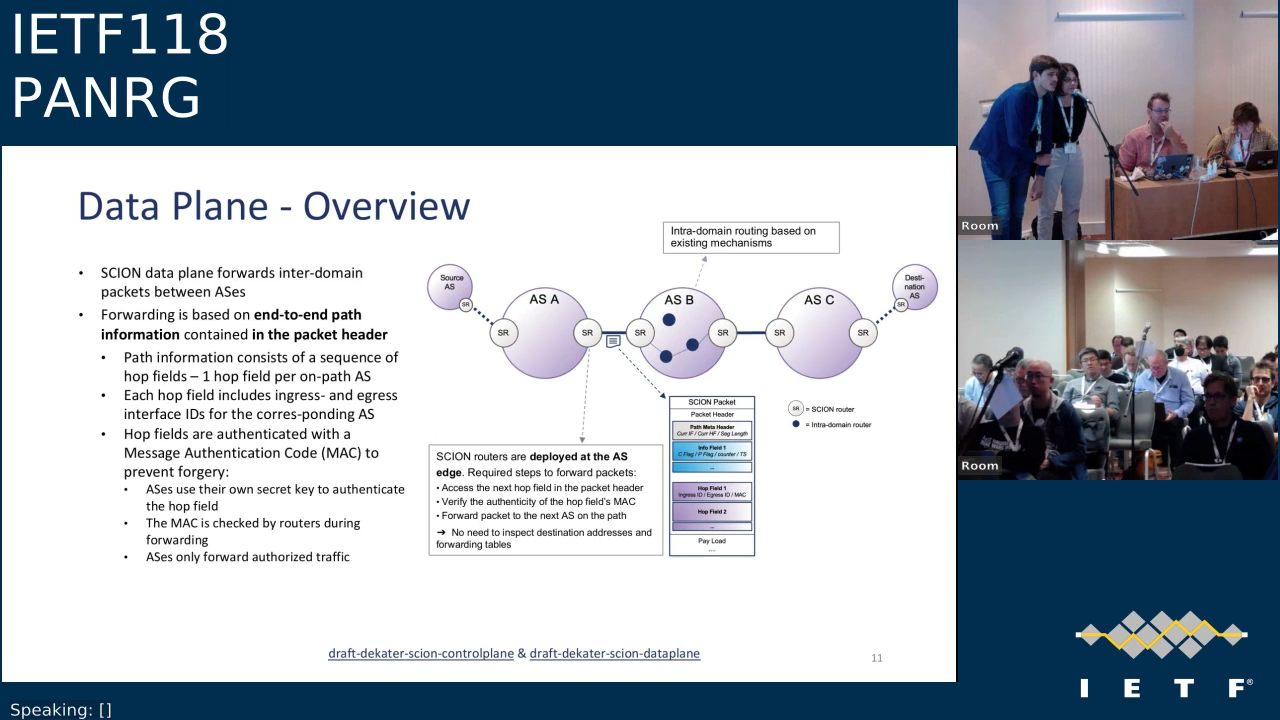 IETF118
PANRG
Data Plane - Overview
• SCION data plane forwards inter-domain
packets between ASes
• Forwarding is based on end-to-end path
information contained in the packet header
• Path information consists of a sequence of
hop fields – 1 hop field per on-path AS
• Each hop field includes ingress- and egress
interface IDs for the corres-ponding AS
• Hop fields are authenticated with a
Message Authentication Code (MAC) to
prevent forgery:
• ASes use their own secret key to authenticate
the hop field
• The MAC is checked by routers during
forwarding
• ASes only forward authorized traffic
Intra-domain routing based on
existing mechanisms
Source
AS
SR
AS A
SR
SR
AS B
SR
SR
AS C
SR
SR
Desti-
nation
AS
SR
SCION routers are deployed at the AS
edge. Required steps to forward packets:
• Access the next hop field in the packet header
• Verify the authenticity of the hop field's MAC
• Forward packet to the next AS on the path
➔ No need to inspect destination addresses and
forwarding tables
SCION Packet
Packet Header
Path Meta Header
Curr IF / Curr HF / Seg Length
Info Field 1
C Flag / P Flag / counter / TS
...
Hop Field 1
Ingress ID / Egress ID / MAC
Hop Field 2
...
Pay Load
....
SR = SCION router
= Intra-domain router
draft-dekater-scion-controlplane & draft-dekater-scion-dataplane
11
Room
Room
I E T F®
Speaking: []